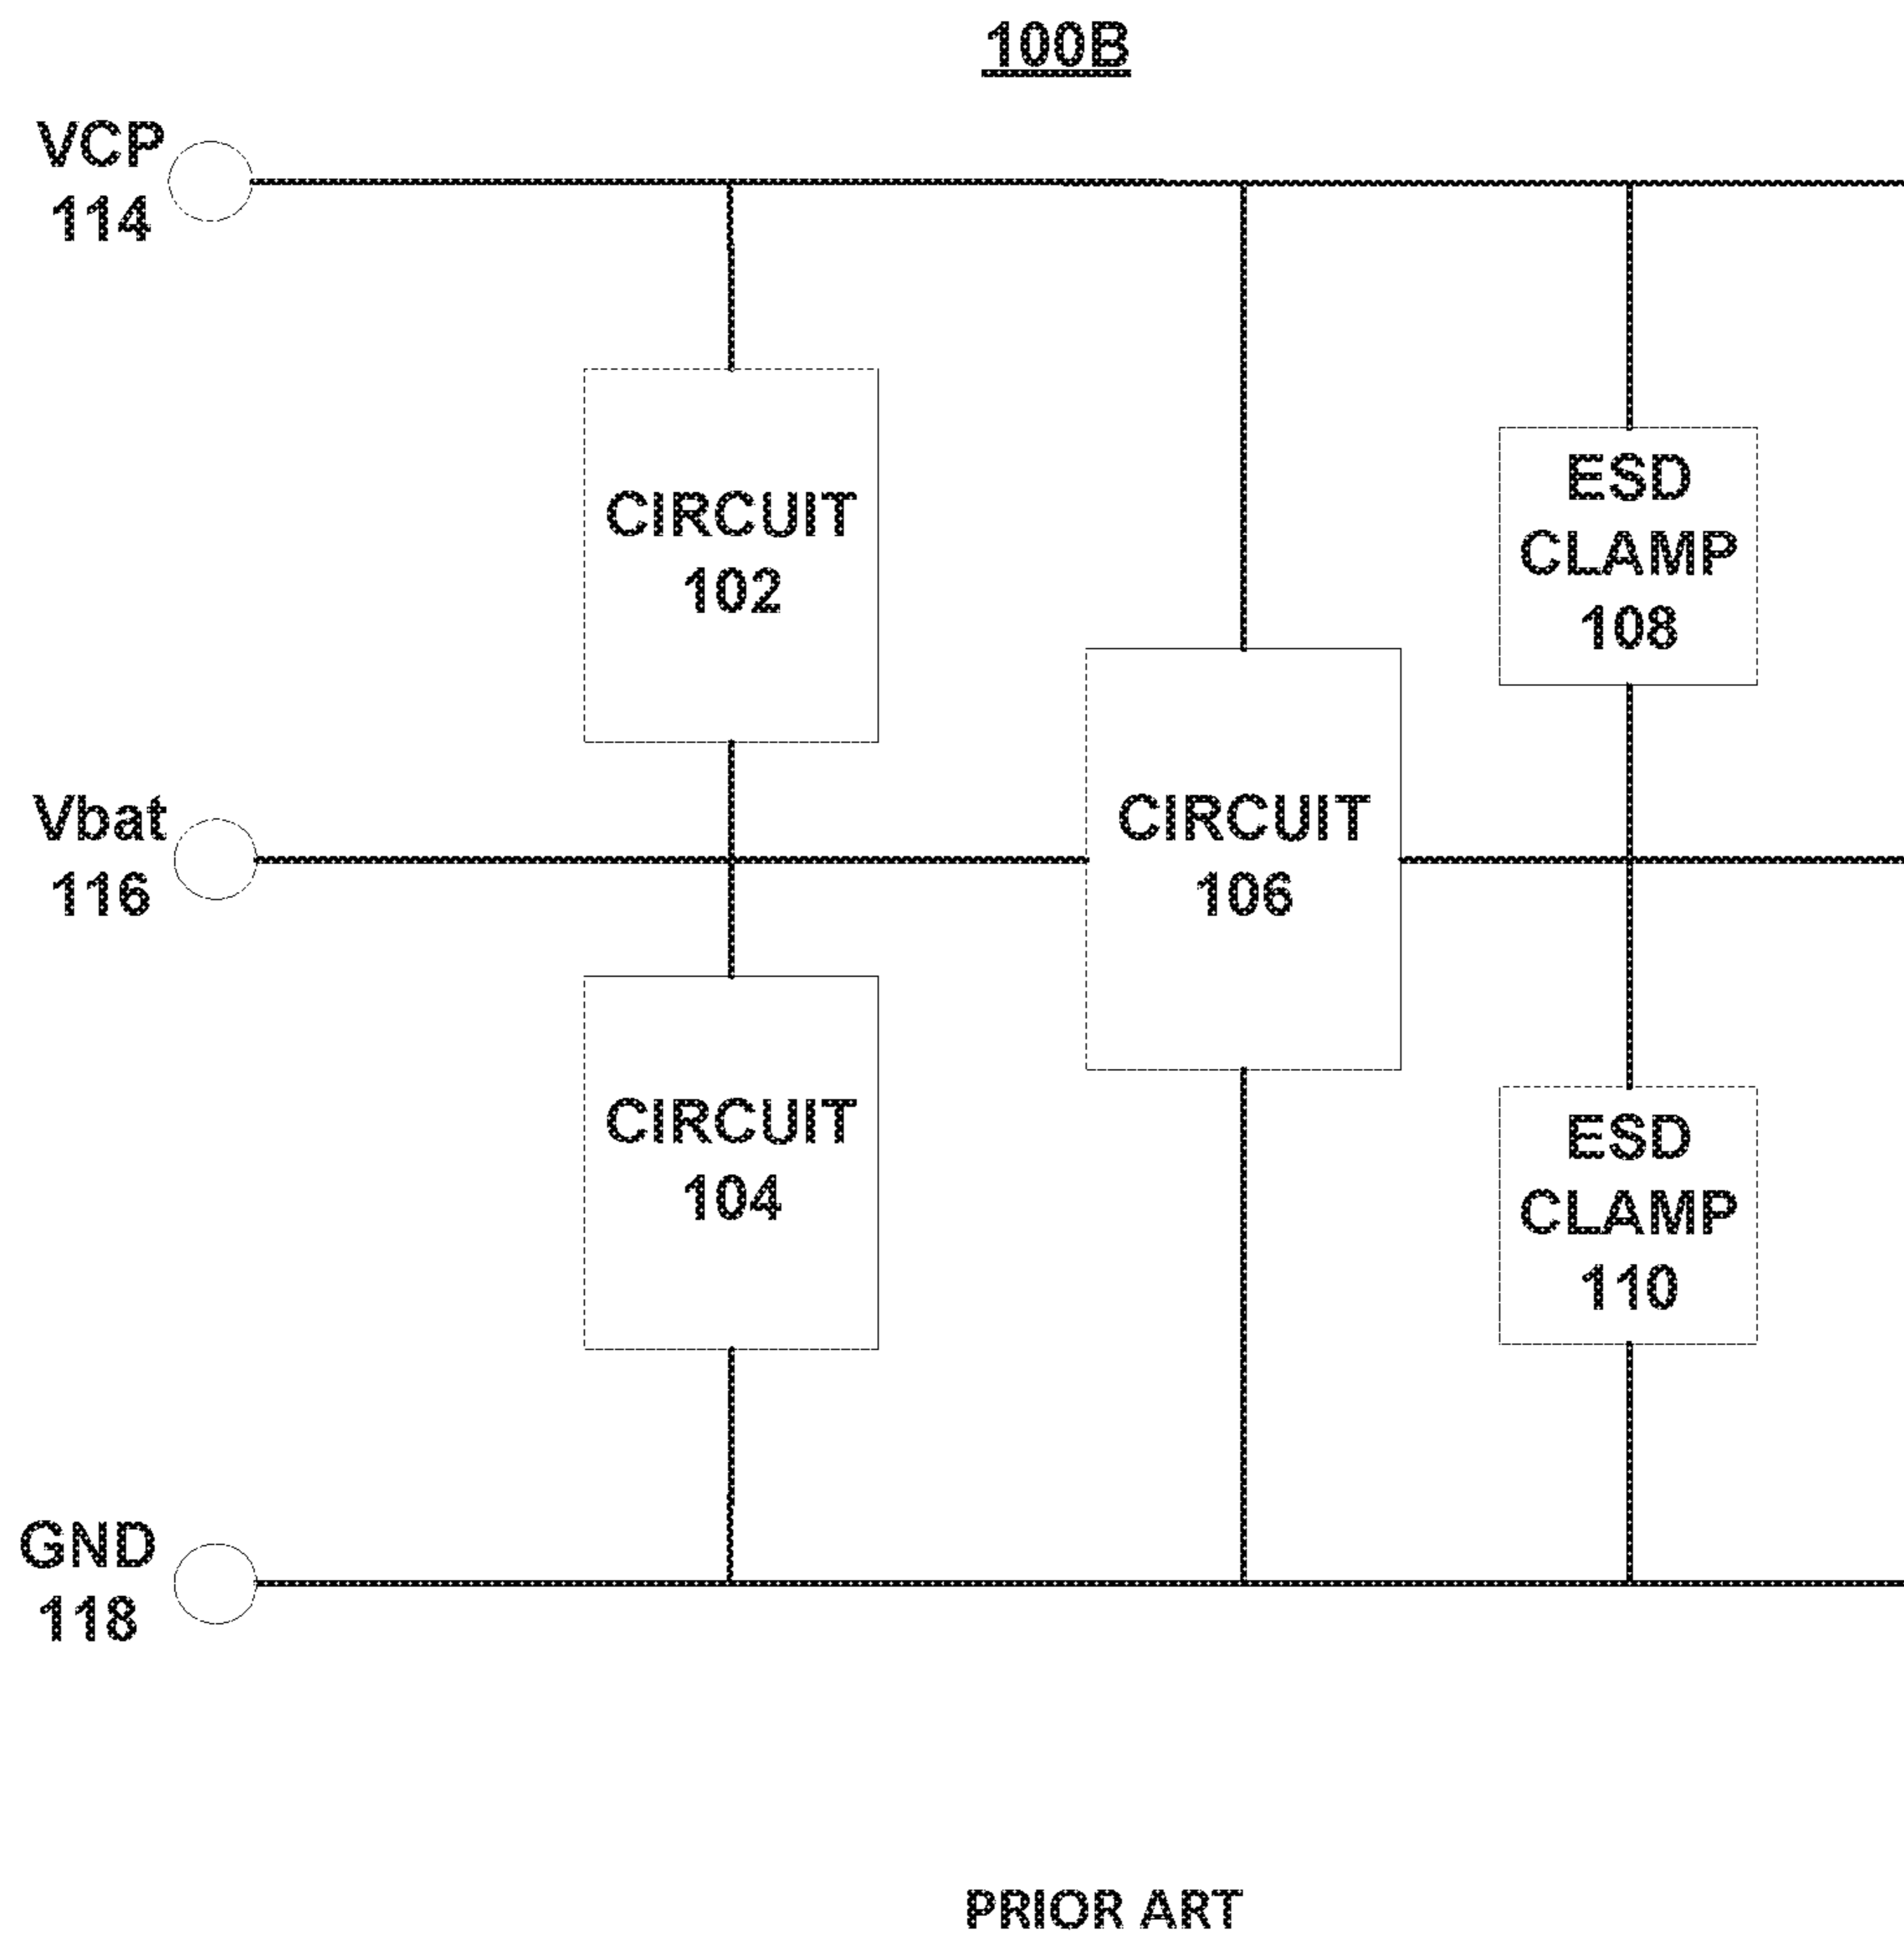 100B
VCP
114
CIRCUIT
102
ESD
CLAMP
108
Vbat
116
CIRCUIT
106
CIRCUIT
104
ESD
CLAMP
110
GND
118
PRIOR ART